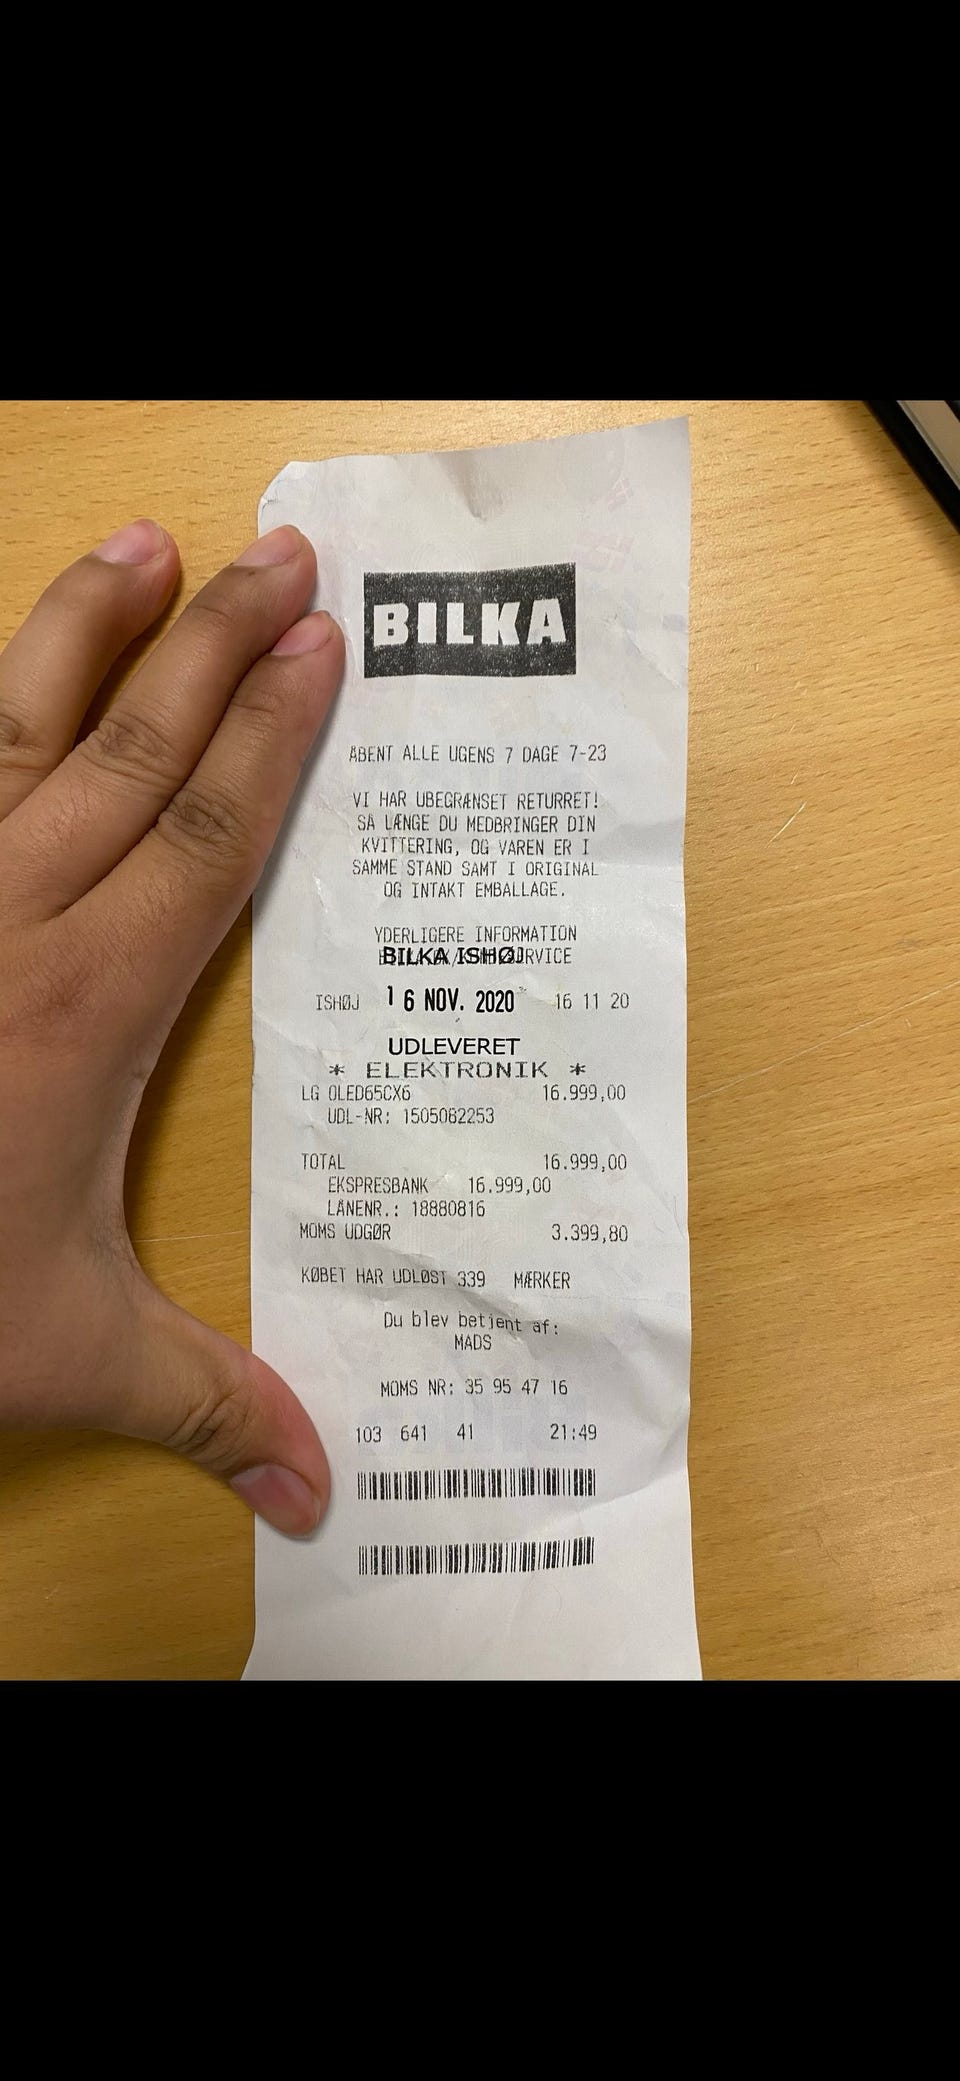 BILKA
ÅBENT ALLE UGENS 7 DAGE 7-23
VI HAR UBEGRÆNSET RETURRET!
SÅ LÆNGE DU MEDBRINGER DIN
KVITTERING, OG VAREN ER I
SAMME STAND SAMT I ORIGINAL
OG INTAKT EMBALLAGE.
YDERLIGERE INFORMATION
BILKA ISHØJ
ISHØJ 16 NOV. 2020 16 11 20
UDLEVERET
* ELEKTRONIK *
LG OLED65CX6 16.999,00
UDL-NR: 1505082253
TOTAL 16.999,00
EKSPRESBANK 16.999,00
LÅNENR.: 18880816
MOMS UDGØR 3.399,80
KØBET HAR UDLØST 339 MÆRKER
Du blev betjent af:
MADS
MOMS NR: 35 95 47 16
103 641 41 21:49